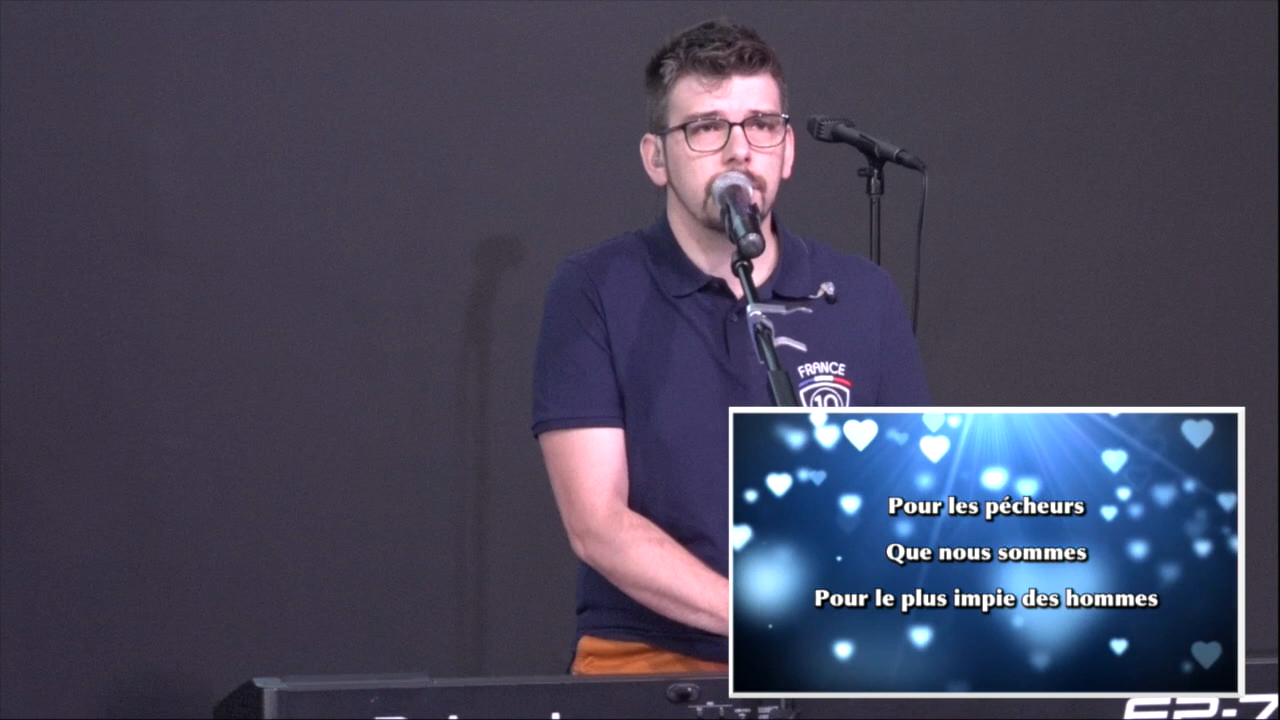 FRANCE
10
Pour les pécheurs
Que nous sommes
Pour le plus impie des hommes